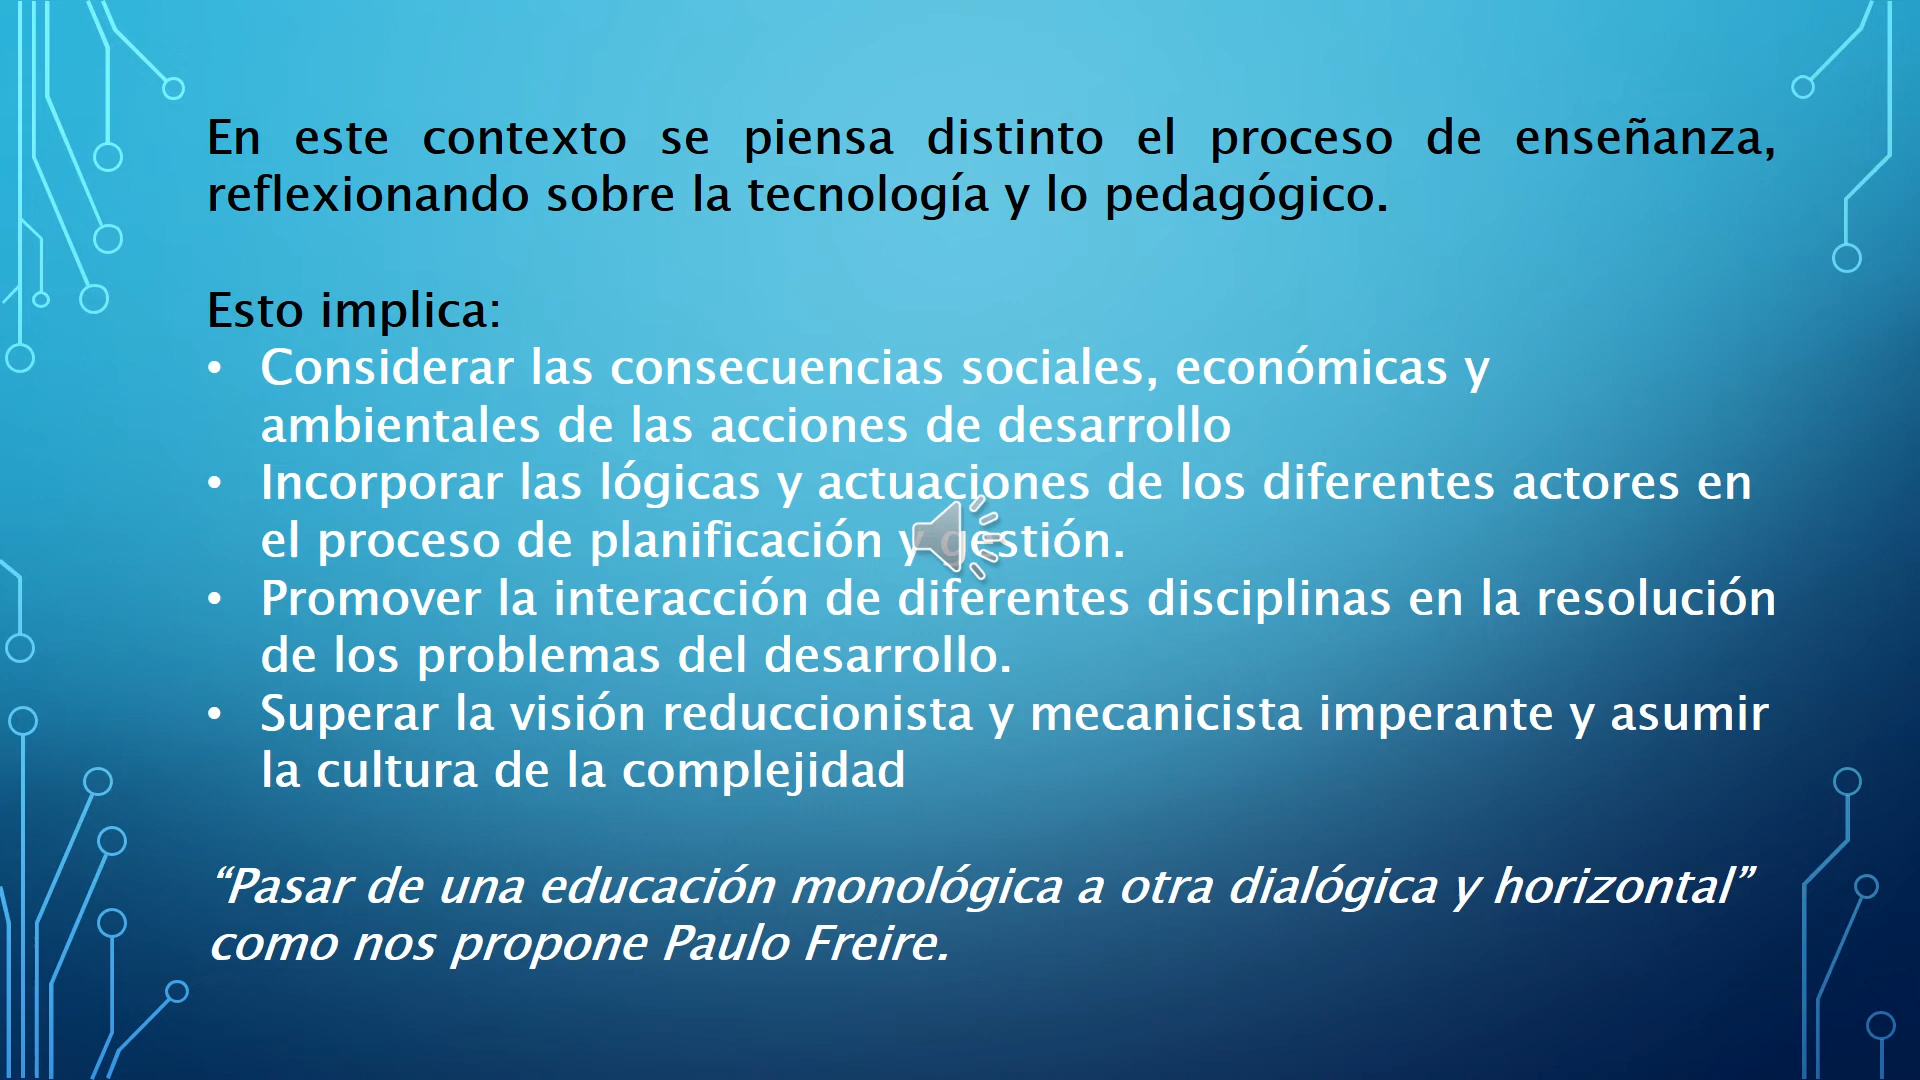 En este contexto se piensa distinto el proceso de enseñanza,
reflexionando sobre la tecnología y lo pedagógico.
Esto implica:
• Considerar las consecuencias sociales, económicas y
ambientales de las acciones de desarrollo
• Incorporar las lógicas y actuaciones de los diferentes actores en
el proceso de planificación y gestión.
• Promover la interacción de diferentes disciplinas en la resolución
de los problemas del desarrollo.
• Superar la visión reduccionista y mecanicista imperante y asumir
la cultura de la complejidad
“Pasar de una educación monológica a otra dialógica y horizontal”
como nos propone Paulo Freire.